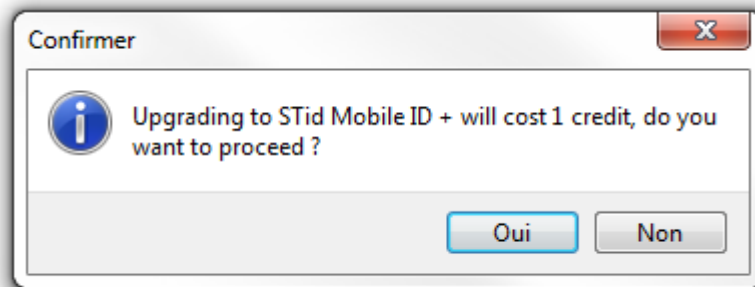 Confirmer
Upgrading to STid Mobile ID + will cost 1 credit, do you
want to proceed ?
Oui
Non